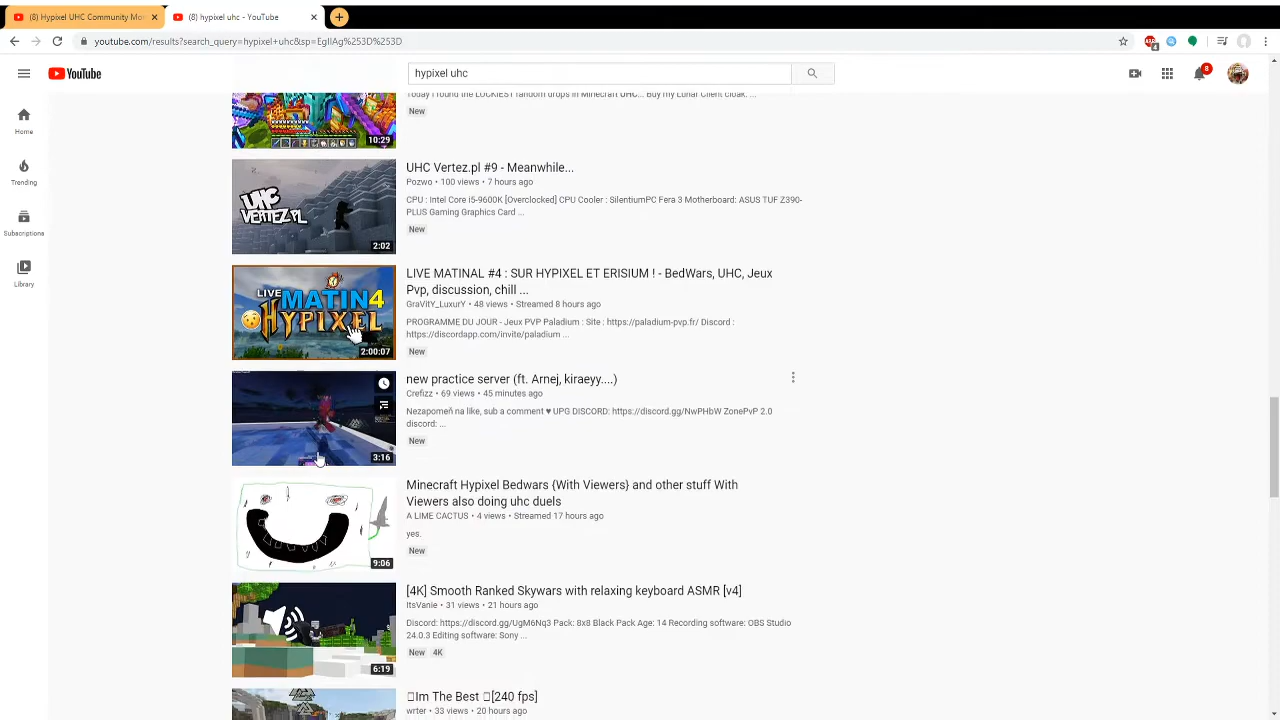 (8) Hypixel UHC Community Mo
(8) hypixel uhc - YouTube
youtube.com/results?search_query=hypixel+uhc&sp=EgIIAg%253D%253D
4
YouTube
hypixel uhc
8
Home
Trending
Subscriptions
Library
Today I found the LUCKIEST random drops in Minecraft UHC... Buy my Lunar Client cloak. ...
New
10:29
UHC Vertez.pl #9 - Meanwhile...
Pozwo • 100 views • 7 hours ago
CPU : Intel Core i5-9600K [Overclocked] CPU Cooler : SilentiumPC Fera 3 Motherboard: ASUS TUF Z390-
PLUS Gaming Graphics Card ...
New
UHC
VERTEZ.PL
2:02
LIVE MATINAL #4 : SUR HYPIXEL ET ERISIUM ! - BedWars, UHC, Jeux
Pvp, discussion, chill ...
GraVitY_LuxurY • 48 views • Streamed 8 hours ago
PROGRAMME DU JOUR - Jeux PVP Paladium : Site : https://paladium-pvp.fr/ Discord :
https://discordapp.com/invite/paladium ...
New
LIVE MATIN4
HYPIXEL
2:00:07
new practice server (ft. Arnej, kiraeyy....)
Crefizz • 69 views • 45 minutes ago
Nezapomeň na like, sub a comment ♥ UPG DISCORD: https://discord.gg/NwPHbW ZonePvP 2.0
discord: ...
New
3:16
Minecraft Hypixel Bedwars {With Viewers} and other stuff With
Viewers also doing uhc duels
A LIME CACTUS • 4 views • Streamed 17 hours ago
yes.
New
9:06
[4K] Smooth Ranked Skywars with relaxing keyboard ASMR [v4]
ItsVanie • 31 views • 21 hours ago
Discord: https://discord.gg/UgM6Nq3 Pack: 8x8 Black Pack Age: 14 Recording software: OBS Studio
24.0.3 Editing software: Sony ...
New 4K
6:19
Im The Best [240 fps]
wrter • 33 views • 20 hours ago